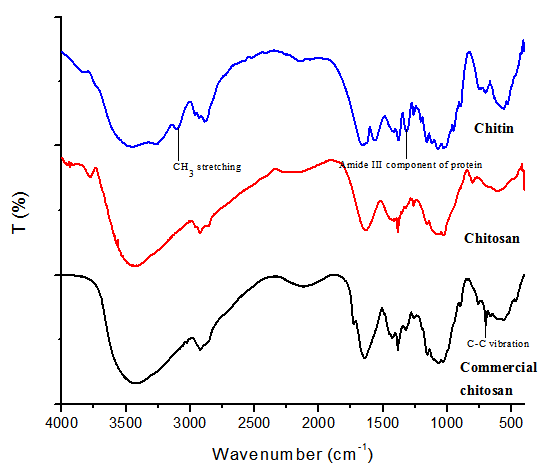 T (%)
Chitin
CH3 stretching
Amide III component of protein
Chitosan
C-C vibration
Commercial
chitosan
4000 3500 3000 2500 2000 1500 1000 500
Wavenumber (cm-1)